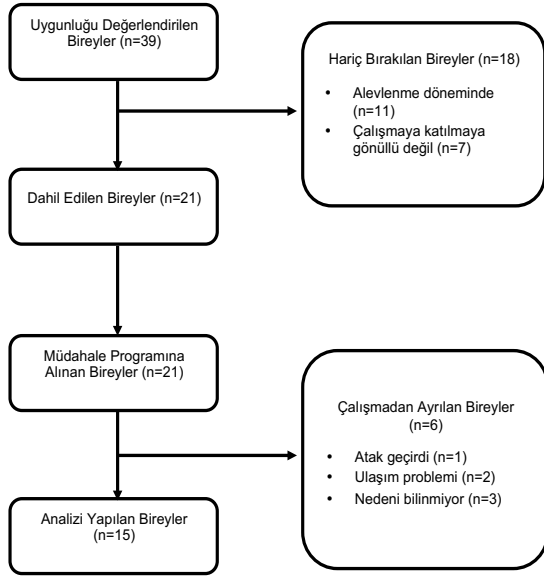 Uygunluğu Değerlendirilen
Bireyler (n=39)
Hariç Bırakılan Bireyler (n=18)
• Alevlenme döneminde
(n=11)
• Çalışmaya katılmaya
gönüllü değil (n=7)
Dahil Edilen Bireyler (n=21)
Müdahale Programına
Alınan Bireyler (n=21)
Çalışmadan Ayrılan Bireyler
(n=6)
• Atak geçirdi (n=1)
• Ulaşım problemi (n=2)
• Nedeni bilinmiyor (n=3)
Analizi Yapılan Bireyler
(n=15)